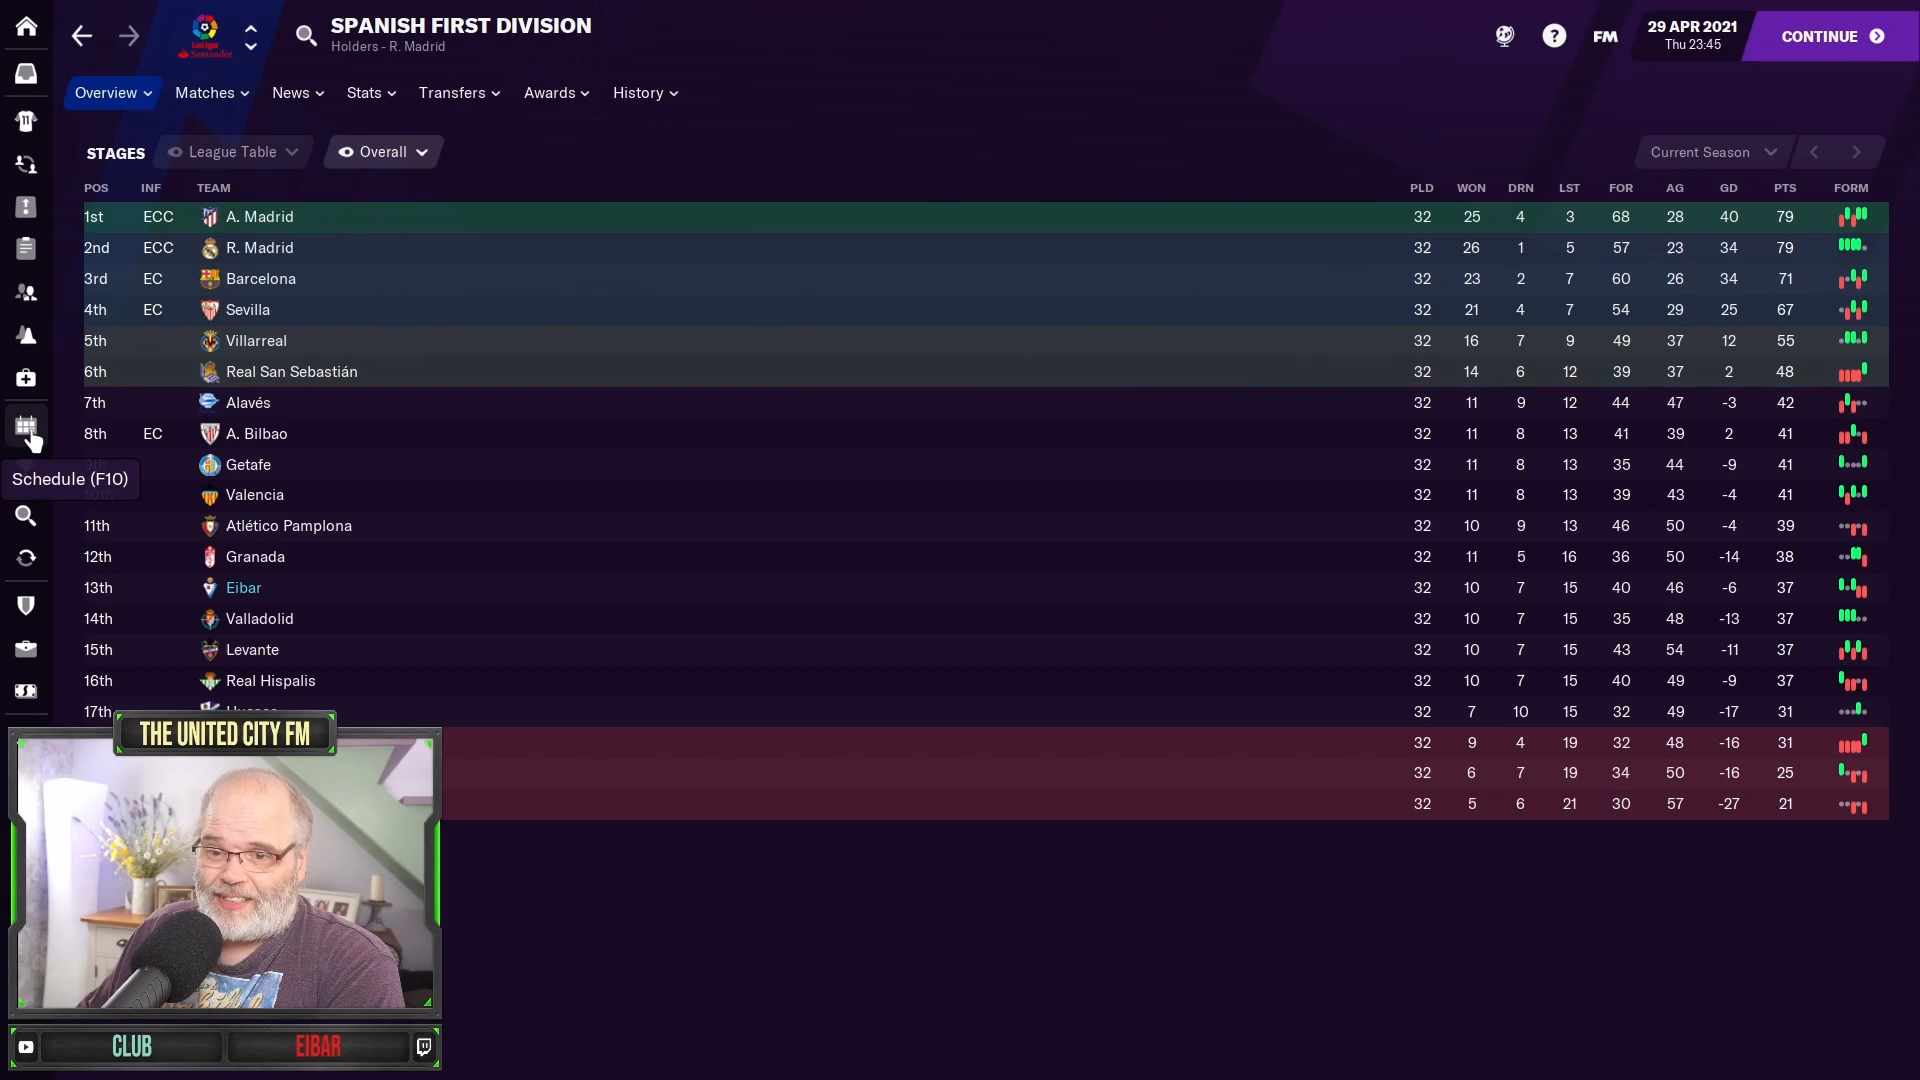 SPANISH FIRST DIVISION
Holders - R. Madrid
LaLiga
Santander
FM
29 APR 2021
Thu 23:45
CONTINUE
Overview
Matches
News
Stats
Transfers
Awards
History
STAGES
League Table
Overall
Current Season
POS INF TEAM PLD WON DRN LST FOR AG GD PTS FORM
1st ECC A. Madrid 32 25 4 3 68 28 40 79
2nd ECC R. Madrid 32 26 1 5 57 23 34 79
3rd EC Barcelona 32 23 2 7 60 26 34 71
4th EC Sevilla 32 21 4 7 54 29 25 67
5th Villarreal 32 16 7 9 49 37 12 55
6th Real San Sebastián 32 14 6 12 39 37 2 48
7th Alavés 32 11 9 12 44 47 -3 42
8th EC A. Bilbao 32 11 8 13 41 39 2 41
Getafe 32 11 8 13 35 44 -9 41
Schedule (F10)
10th Valencia 32 11 8 13 39 43 -4 41
11th Atlético Pamplona 32 10 9 13 46 50 -4 39
12th Granada 32 11 5 16 36 50 -14 38
13th Eibar 32 10 7 15 40 46 -6 37
14th Valladolid 32 10 7 15 35 48 -13 37
15th Levante 32 10 7 15 43 54 -11 37
16th Real Hispalis 32 10 7 15 40 49 -9 37
17th 32 7 10 15 32 49 -17 31
32 9 4 19 32 48 -16 31
32 6 7 19 34 50 -16 25
32 5 6 21 30 57 -27 21
THE UNITED CITY FM
CLUB
EIBAR